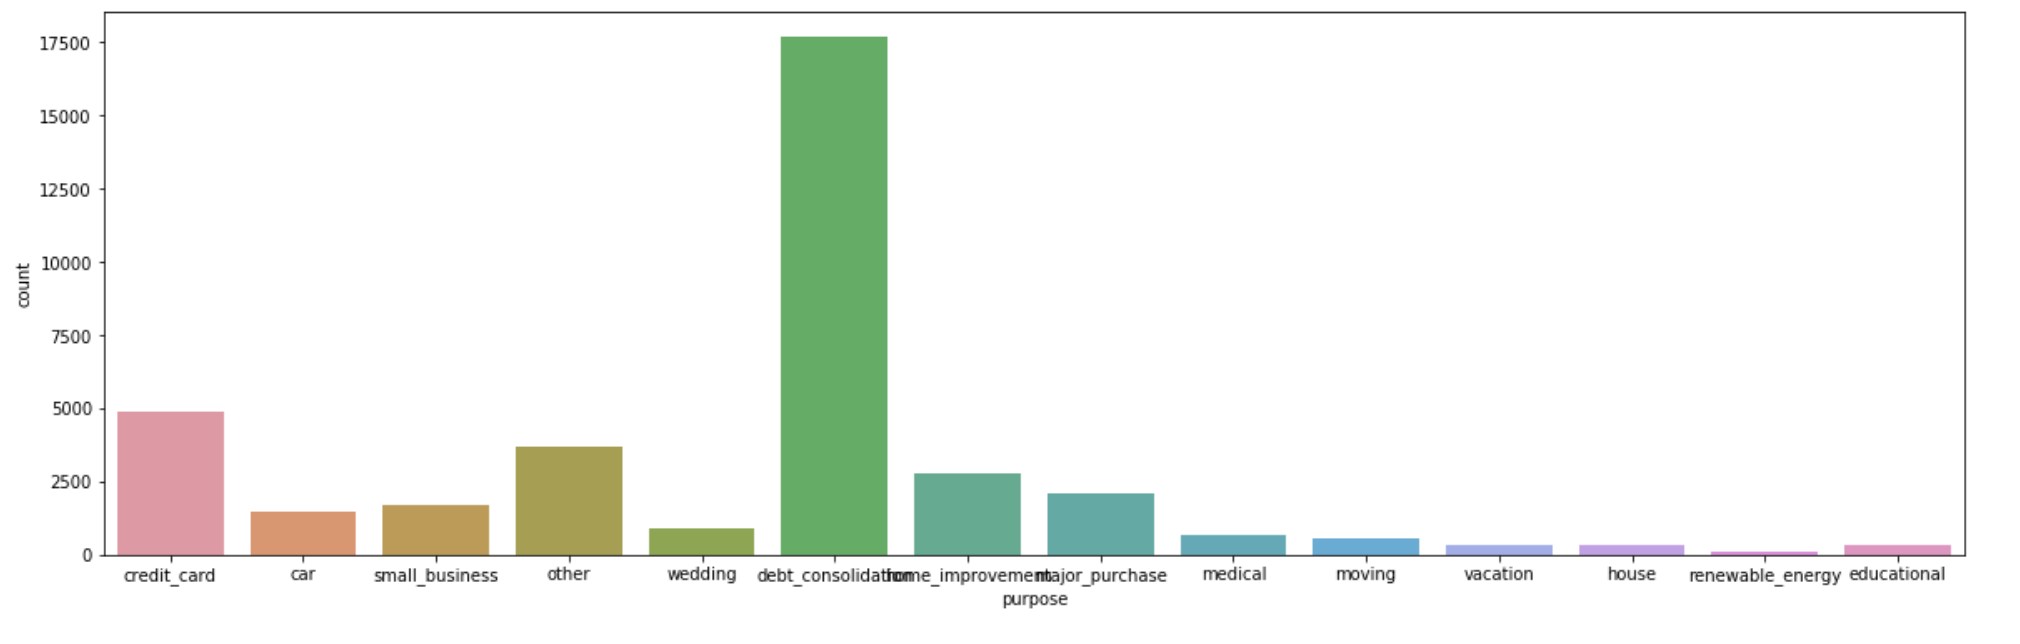 17500
15000
12500
10000
7500
5000
2500
0
count
credit_card car small_business other wedding debt_consolidation home_improvement major_purchase medical moving vacation house renewable_energy educational
purpose